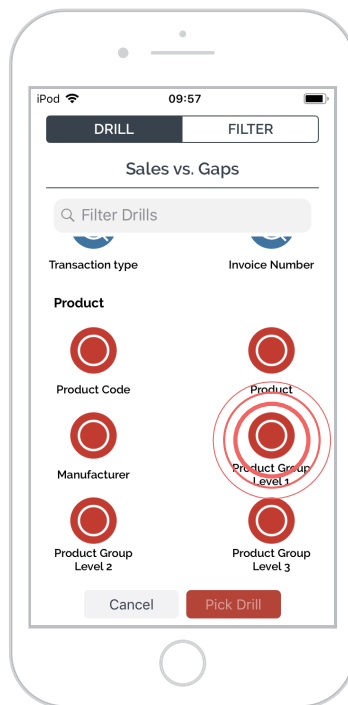 iPod 09:57
DRILL FILTER
Sales vs. Gaps
Filter Drills
Transaction type Invoice Number
Product
Product Code Product
Manufacturer Product Group
Level 1
Product Group Product Group
Level 2 Level 3
Cancel Pick Drill